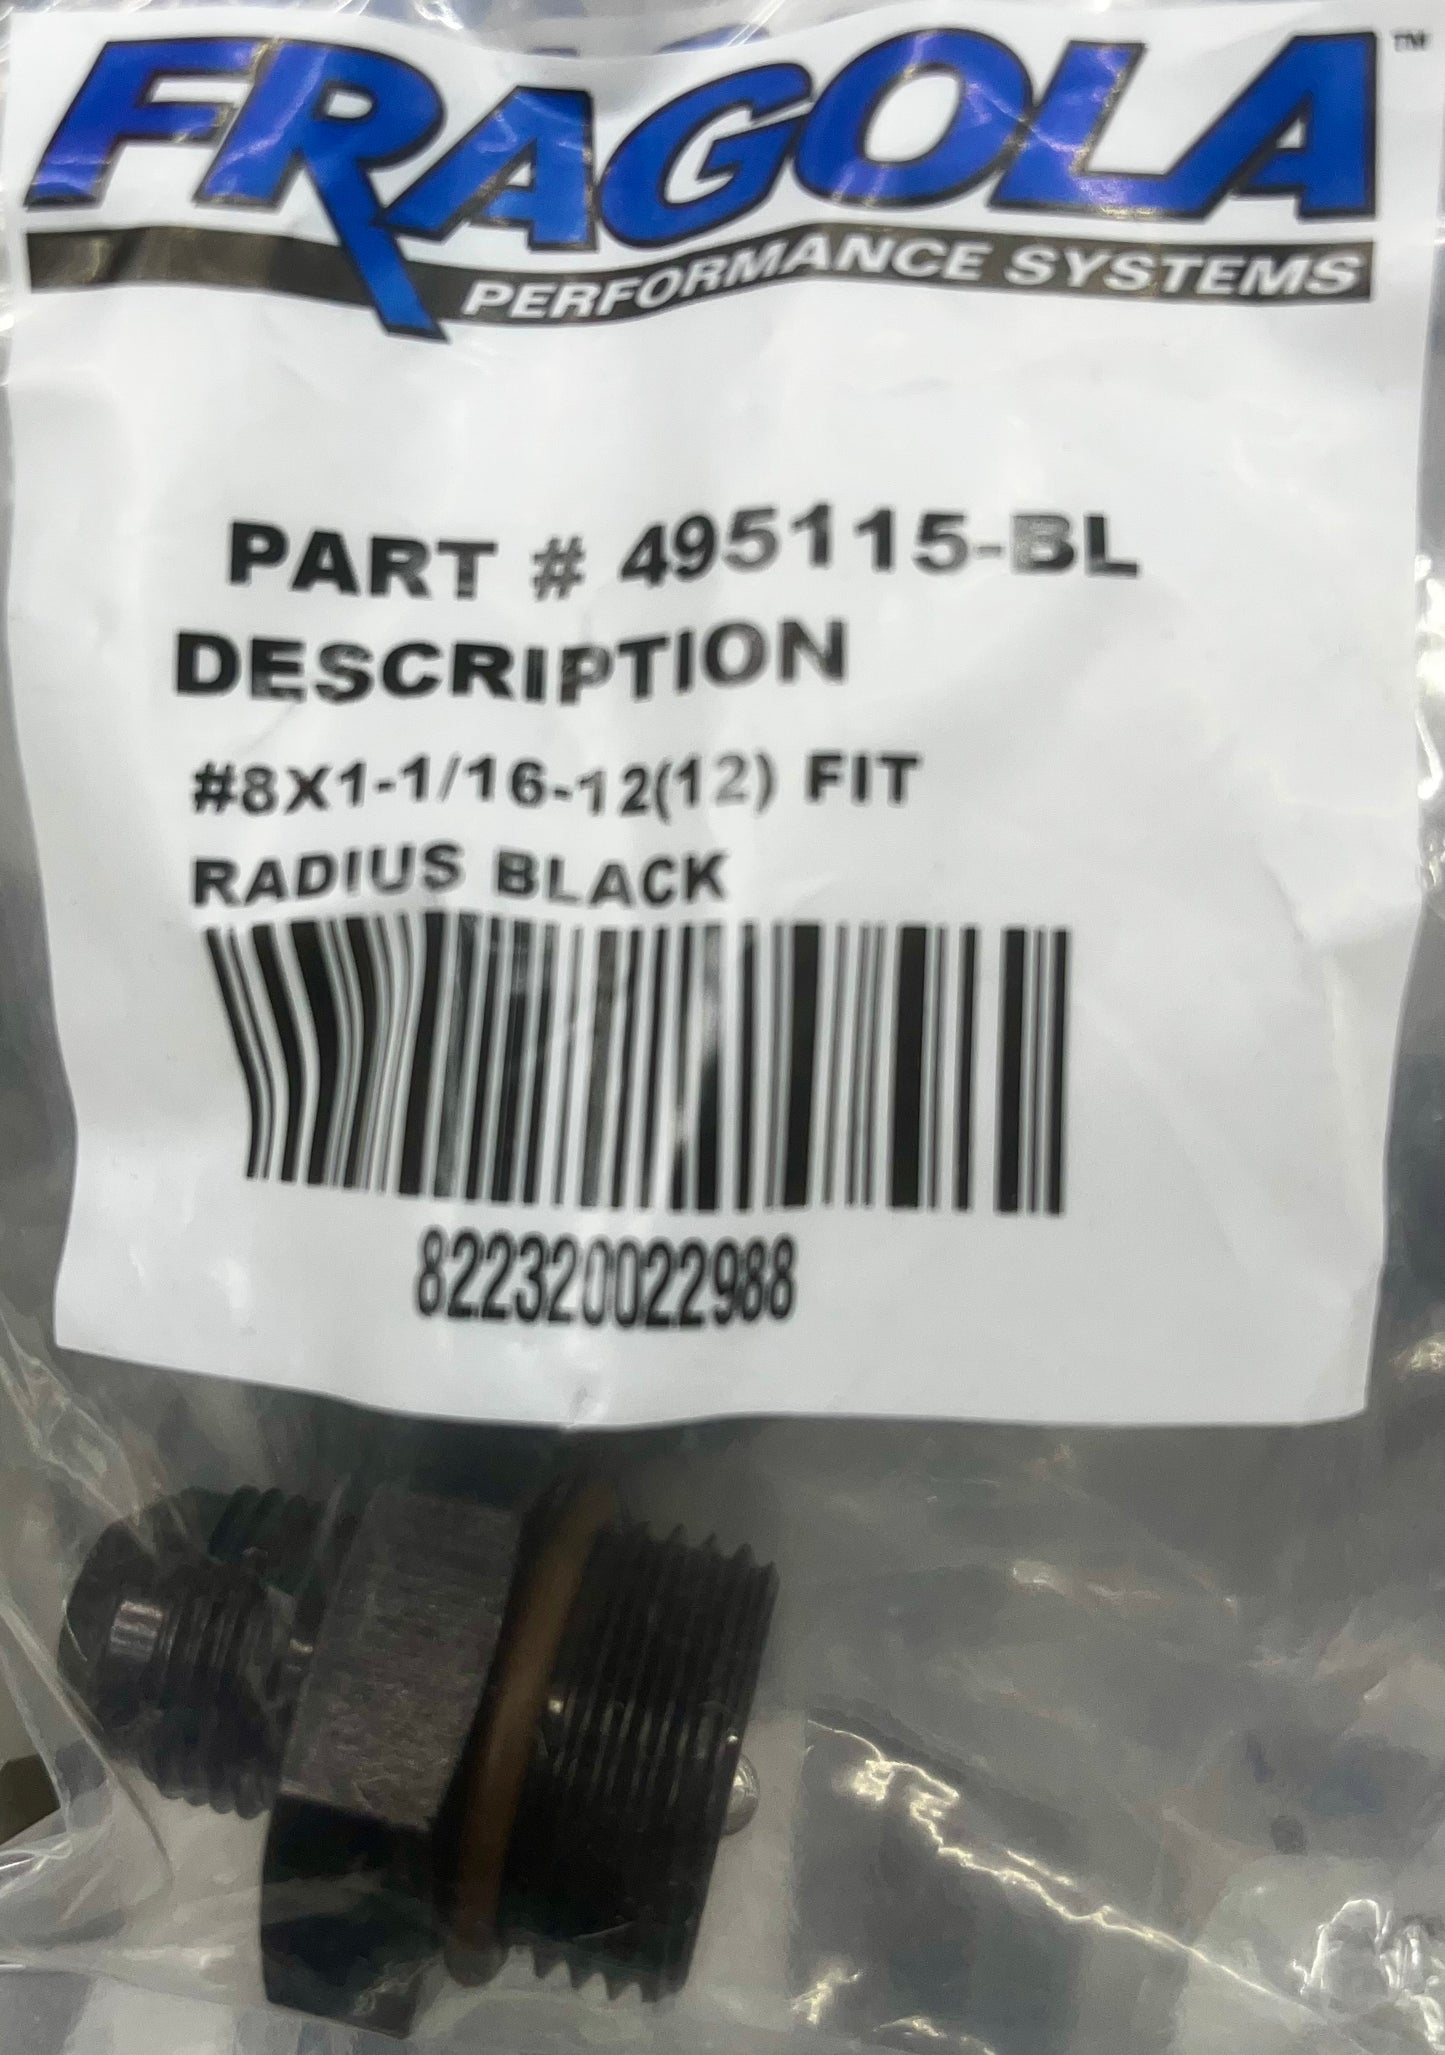 FRAGOLA™
PERFORMANCE SYSTEMS
PART # 495115-BL
DESCRIPTION
#8X1-1/16-12(12) FIT
RADIUS BLACK
822320022988